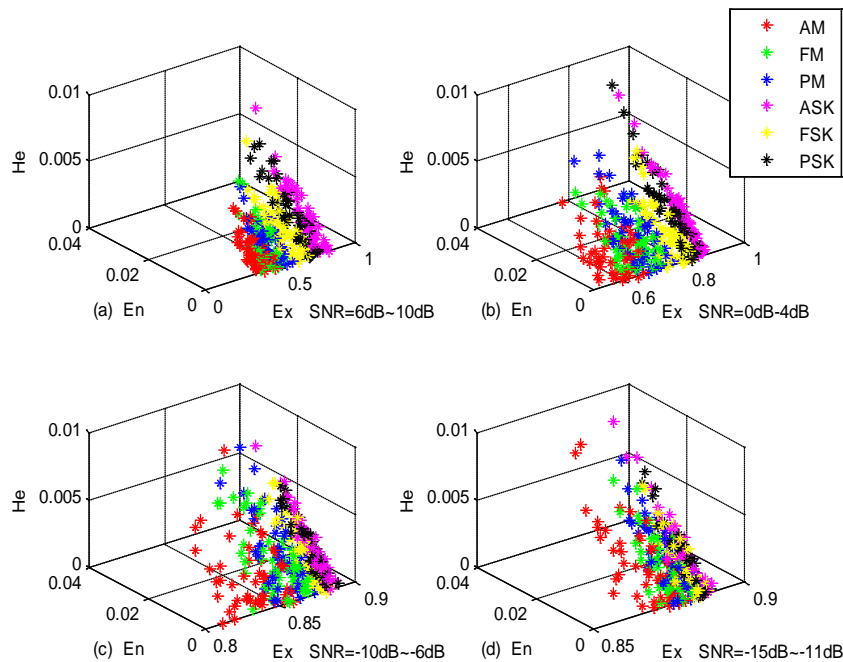 AM
FM
PM
ASK
FSK
PSK
0.01
0.005
0
He
0.04
0.02
0
0
0.5
1
(a) En
Ex SNR=6dB~10dB
0.01
0.005
0
He
0.04
0.02
0
0.6
0.8
1
(b) En
Ex SNR=0dB-4dB
0.01
0.005
0
He
0.04
0.02
0
0.8
0.85
0.9
(c) En
Ex SNR=-10dB~-6dB
0.01
0.005
0
He
0.04
0.02
0
0.85
0.9
(d) En
Ex SNR=-15dB~-11dB